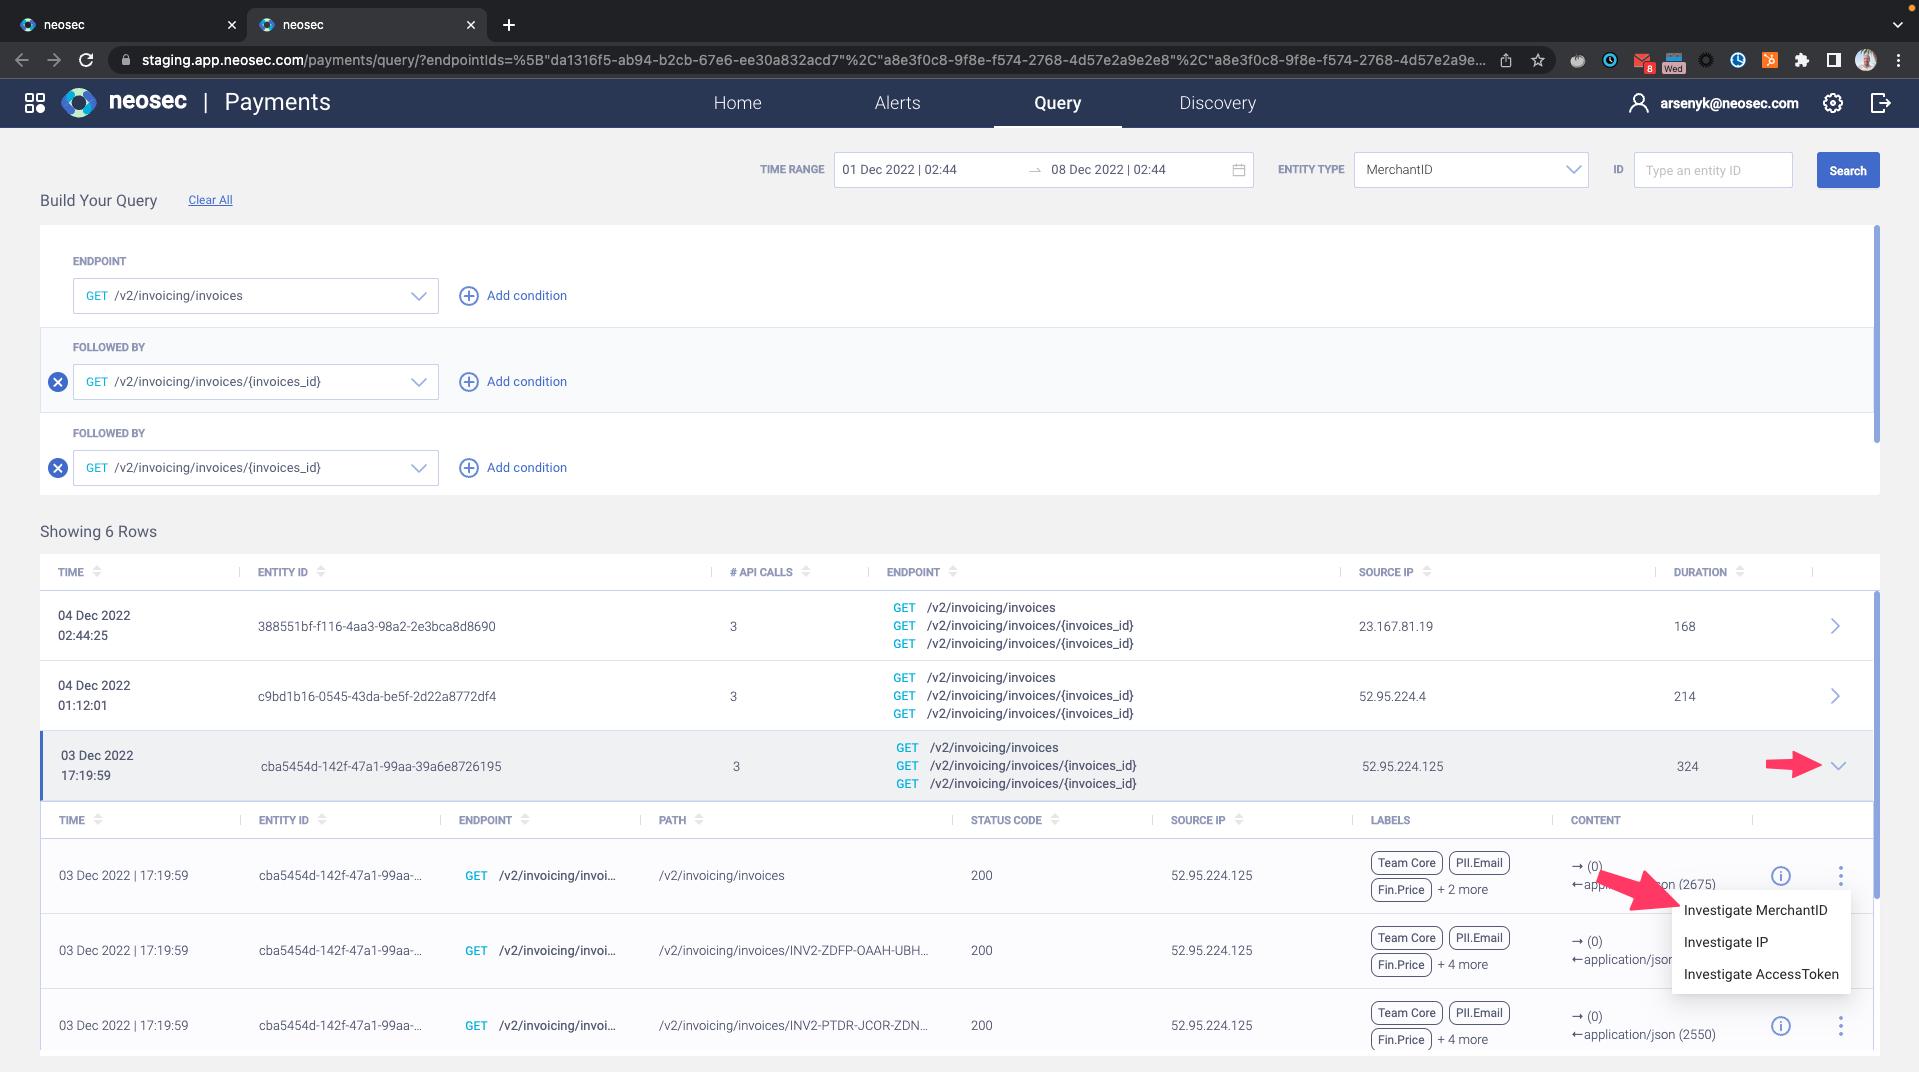 neosec
neosec
staging.app.neosec.com/payments/query/?endpointIds=%5B"da1316f5-ab94-b2cb-67e6-ee30a832acd7"%2C"a8e3f0c8-9f8e-f574-2768-4d57e2a9e2e8"%2C"a8e3f0c8-9f8e-f574-2768-4d57e2a9e...
8
Wed
neosec | Payments
Home
Alerts
Query
Discovery
arsenyk@neosec.com
TIME RANGE 01 Dec 2022 | 02:44 → 08 Dec 2022 | 02:44 ENTITY TYPE MerchantID ID Type an entity ID Search
Build Your Query Clear All
ENDPOINT
GET /v2/invoicing/invoices Add condition
FOLLOWED BY
GET /v2/invoicing/invoices/{invoices_id} Add condition
FOLLOWED BY
GET /v2/invoicing/invoices/{invoices_id} Add condition
Showing 6 Rows
TIME ENTITY ID # API CALLS ENDPOINT SOURCE IP DURATION
04 Dec 2022
02:44:25
388551bf-f116-4aa3-98a2-2e3bca8d8690
3
GET /v2/invoicing/invoices
GET /v2/invoicing/invoices/{invoices_id}
GET /v2/invoicing/invoices/{invoices_id}
23.167.81.19
168
04 Dec 2022
01:12:01
c9bd1b16-0545-43da-be5f-2d22a8772df4
3
GET /v2/invoicing/invoices
GET /v2/invoicing/invoices/{invoices_id}
GET /v2/invoicing/invoices/{invoices_id}
52.95.224.4
214
03 Dec 2022
17:19:59
cba5454d-142f-47a1-99aa-39a6e8726195
3
GET /v2/invoicing/invoices
GET /v2/invoicing/invoices/{invoices_id}
GET /v2/invoicing/invoices/{invoices_id}
52.95.224.125
324
TIME ENTITY ID ENDPOINT PATH STATUS CODE SOURCE IP LABELS CONTENT
03 Dec 2022 | 17:19:59 cba5454d-142f-47a1-99aa-... GET /v2/invoicing/invoi... /v2/invoicing/invoices 200 52.95.224.125
Team Core PII.Email
Fin.Price + 2 more
→ (0)
←application/json (2675)
Investigate MerchantID
Investigate IP
Investigate AccessToken
03 Dec 2022 | 17:19:59 cba5454d-142f-47a1-99aa-... GET /v2/invoicing/invoi... /v2/invoicing/invoices/INV2-ZDFP-OAAH-UBH... 200 52.95.224.125
Team Core PII.Email
Fin.Price + 4 more
→ (0)
←application/json
03 Dec 2022 | 17:19:59 cba5454d-142f-47a1-99aa-... GET /v2/invoicing/invoi... /v2/invoicing/invoices/INV2-PTDR-JCOR-ZDN... 200 52.95.224.125
Team Core PII.Email
Fin.Price + 4 more
→ (0)
←application/json (2550)